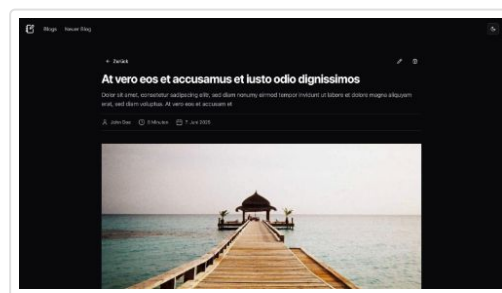 Blogs Neuer Blog
← Zurück
At vero eos et accusamus et iusto odio dignissimos
Dolor sit amet, consetetur sadipscing elitr, sed diam nonumy eirmod tempor invidunt ut labore et dolore magna aliquyam
erat, sed diam voluptua. At vero eos et accusam et
John Doe 5 Minuten 7. Juni 2025